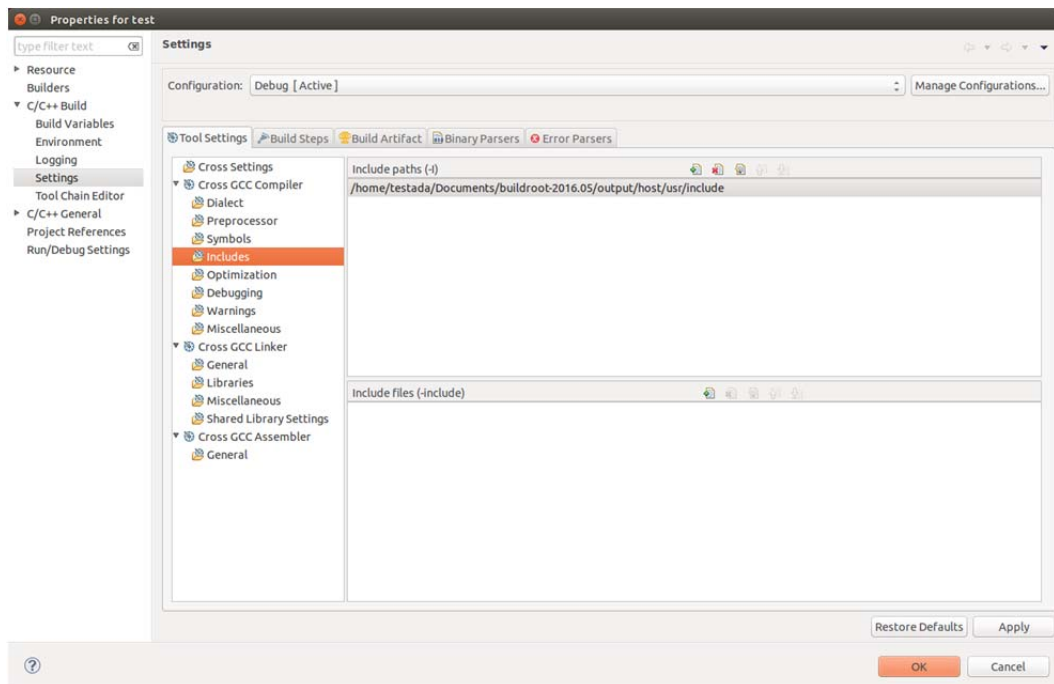 Properties for test
type filter text
Resource
Builders
C/C++ Build
Build Variables
Environment
Logging
Settings
Tool Chain Editor
C/C++ General
Project References
Run/Debug Settings
Settings
Configuration: Debug [ Active ]
Manage Configurations...
Tool Settings Build Steps Build Artifact Binary Parsers Error Parsers
Cross Settings
Cross GCC Compiler
Dialect
Preprocessor
Symbols
Includes
Optimization
Debugging
Warnings
Miscellaneous
Cross GCC Linker
General
Libraries
Miscellaneous
Shared Library Settings
Cross GCC Assembler
General
Include paths (-I)
/home/testada/Documents/buildroot-2016.05/output/host/usr/include
Include files (-include)
Restore Defaults Apply
OK Cancel